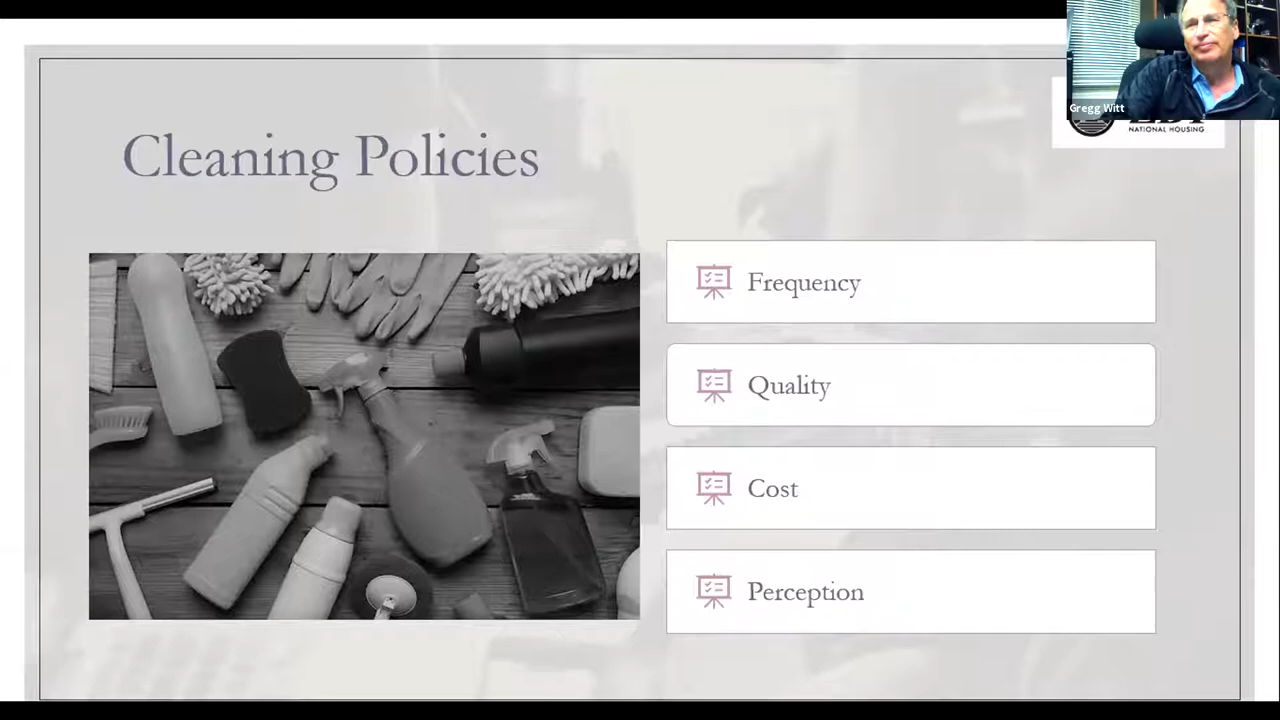 Gregg Witt
NATIONAL HOUSING
Cleaning Policies
Frequency
Quality
Cost
Perception